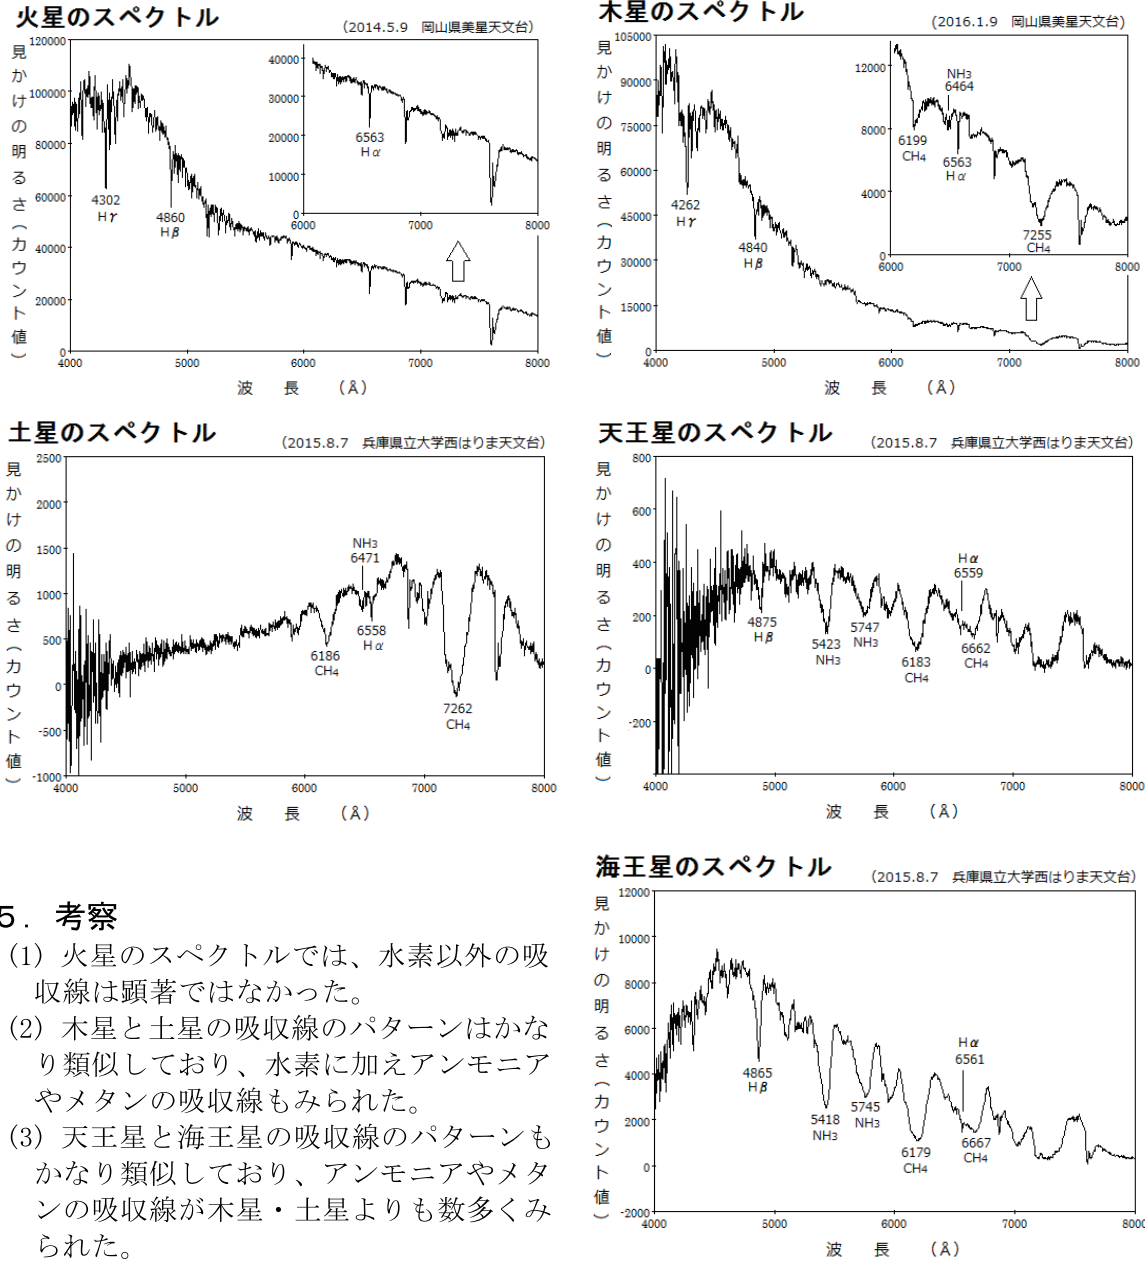 火星のスペクトル
(2014.5.9　岡山県美星天文台)
見かけの明るさ(カウント値)
120000
100000
80000
60000
40000
20000
0
4000 5000 6000 7000 8000
波長 (Å)
4302
Hγ
4860
Hβ
40000
30000
20000
10000
0
6000 7000 8000
6563
Hα
木星のスペクトル
(2016.1.9　岡山県美星天文台)
見かけの明るさ(カウント値)
105000
90000
75000
60000
45000
30000
15000
0
4000 5000 6000 7000 8000
波長 (Å)
4262
Hγ
4840
Hβ
12000
8000
4000
0
6000 7000 8000
NH3
6464
6199
CH4
6563
Hα
7255
CH4
土星のスペクトル
(2015.8.7　兵庫県立大学西はりま天文台)
見かけの明るさ(カウント値)
2500
2000
1500
1000
500
0
-500
-1000
4000 5000 6000 7000 8000
波長 (Å)
NH3
6471
6558
Hα
6186
CH4
7262
CH4
天王星のスペクトル
(2015.8.7　兵庫県立大学西はりま天文台)
見かけの明るさ(カウント値)
800
600
400
200
0
-200
4000 5000 6000 7000 8000
波長 (Å)
4875
Hβ
5423
NH3
5747
NH3
6183
CH4
Hα
6559
6662
CH4
海王星のスペクトル
(2015.8.7　兵庫県立大学西はりま天文台)
見かけの明るさ(カウント値)
12000
10000
8000
6000
4000
2000
0
-2000
4000 5000 6000 7000 8000
波長 (Å)
4865
Hβ
5418
NH3
5745
NH3
6179
CH4
Hα
6561
6667
CH4
5．考察
(1) 火星のスペクトルでは、水素以外の吸
収線は顕著ではなかった。
(2) 木星と土星の吸収線のパターンはかな
り類似しており、水素に加えアンモニア
やメタンの吸収線もみられた。
(3) 天王星と海王星の吸収線のパターンも
かなり類似しており、アンモニアやメタ
ンの吸収線が木星・土星よりも数多くみ
られた。